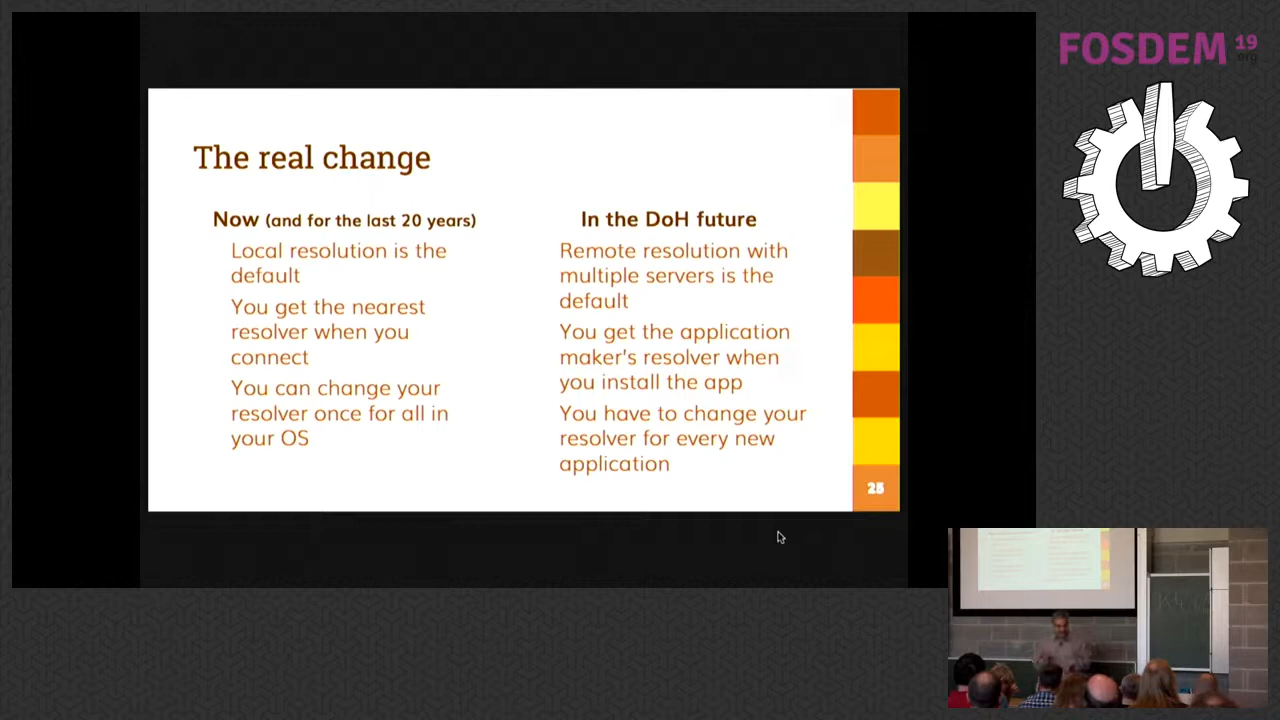 FOSDEM 19
.org
The real change
Now (and for the last 20 years)
Local resolution is the
default
You get the nearest
resolver when you
connect
You can change your
resolver once for all in
your OS
In the DoH future
Remote resolution with
multiple servers is the
default
You get the application
maker's resolver when
you install the app
You have to change your
resolver for every new
application